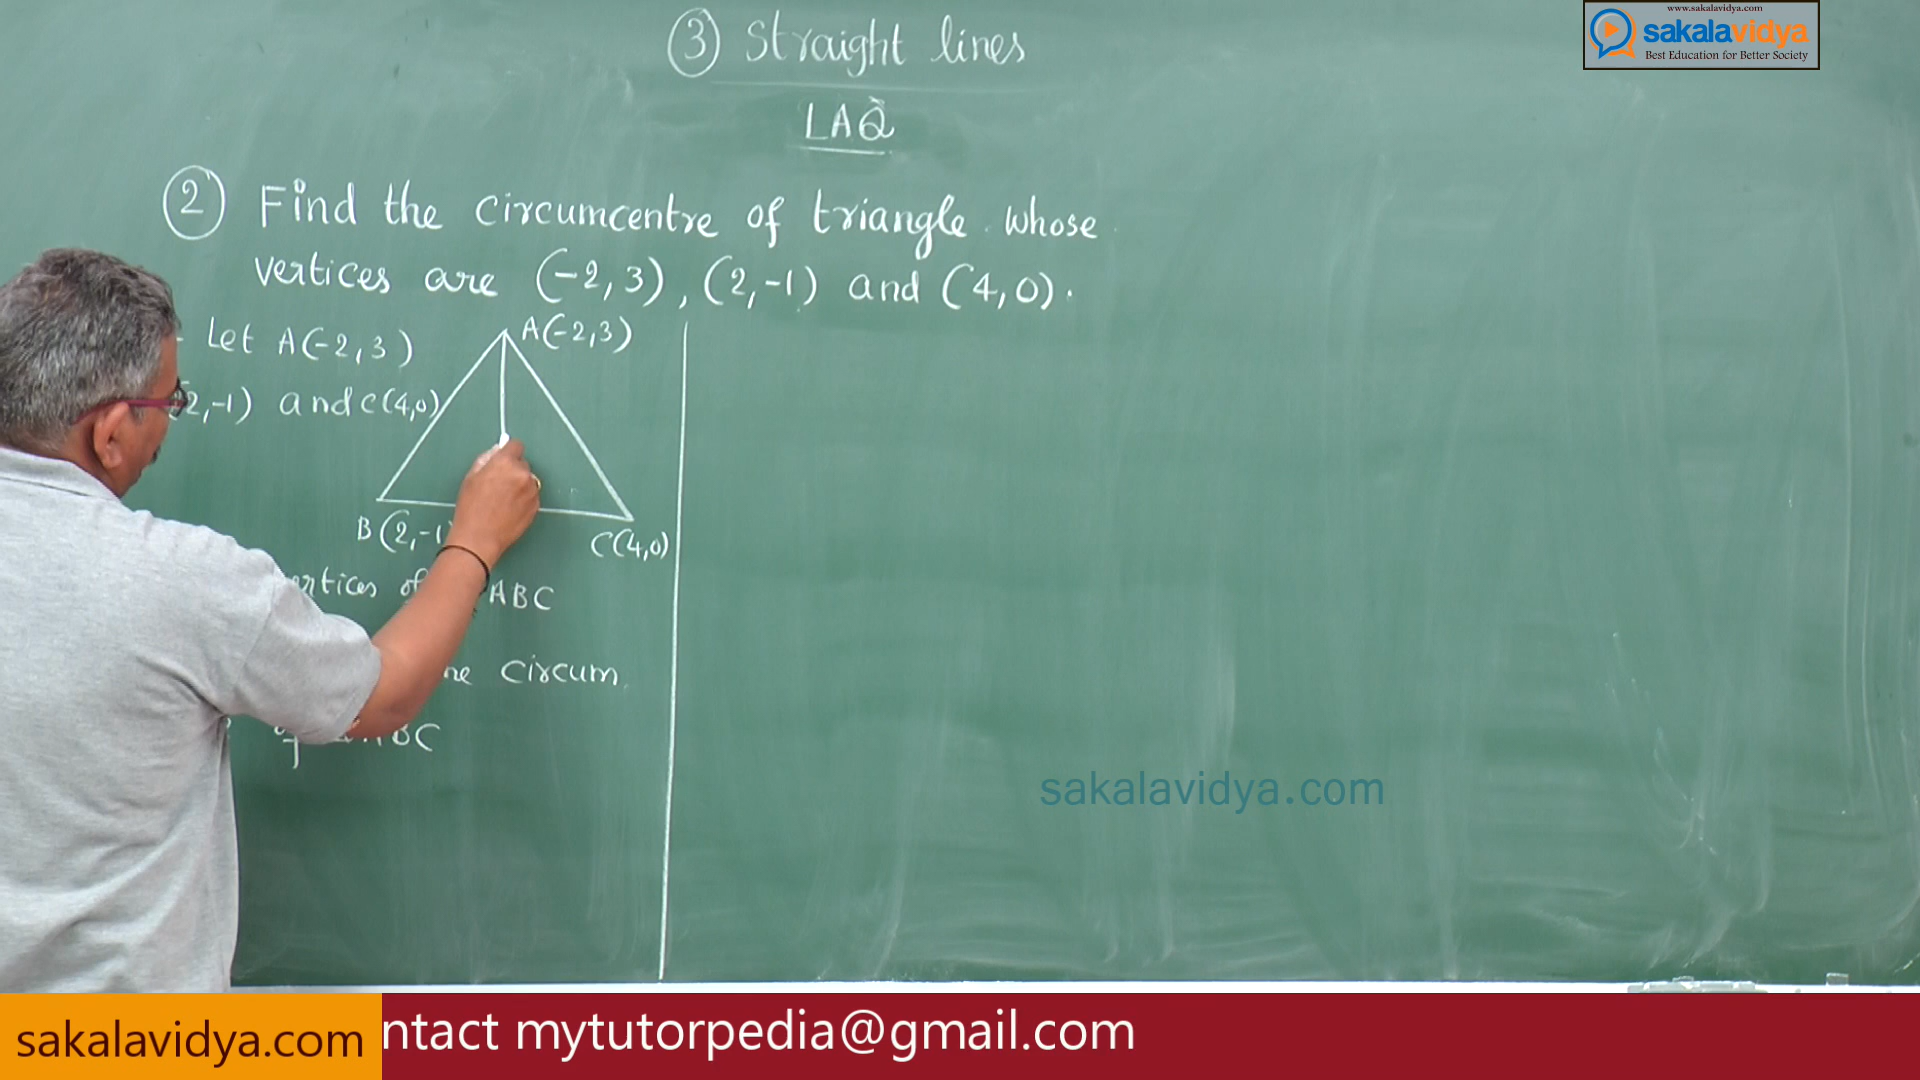 ③ Straight lines
www.sakalavidya.com
sakalavidya
Best Education for Better Society
LAQ
② Find the circumcentre of triangle whose
vertices are (-2,3), (2,-1) and (4,0).
Let A(-2,3)
2,-1) and C(4,0)
A(-2,3)
B(2,-1
C(4,0)
of ABC
Circum
BC
sakalavidya.com
sakalavidya.com
ntact mytutorpedia@gmail.com